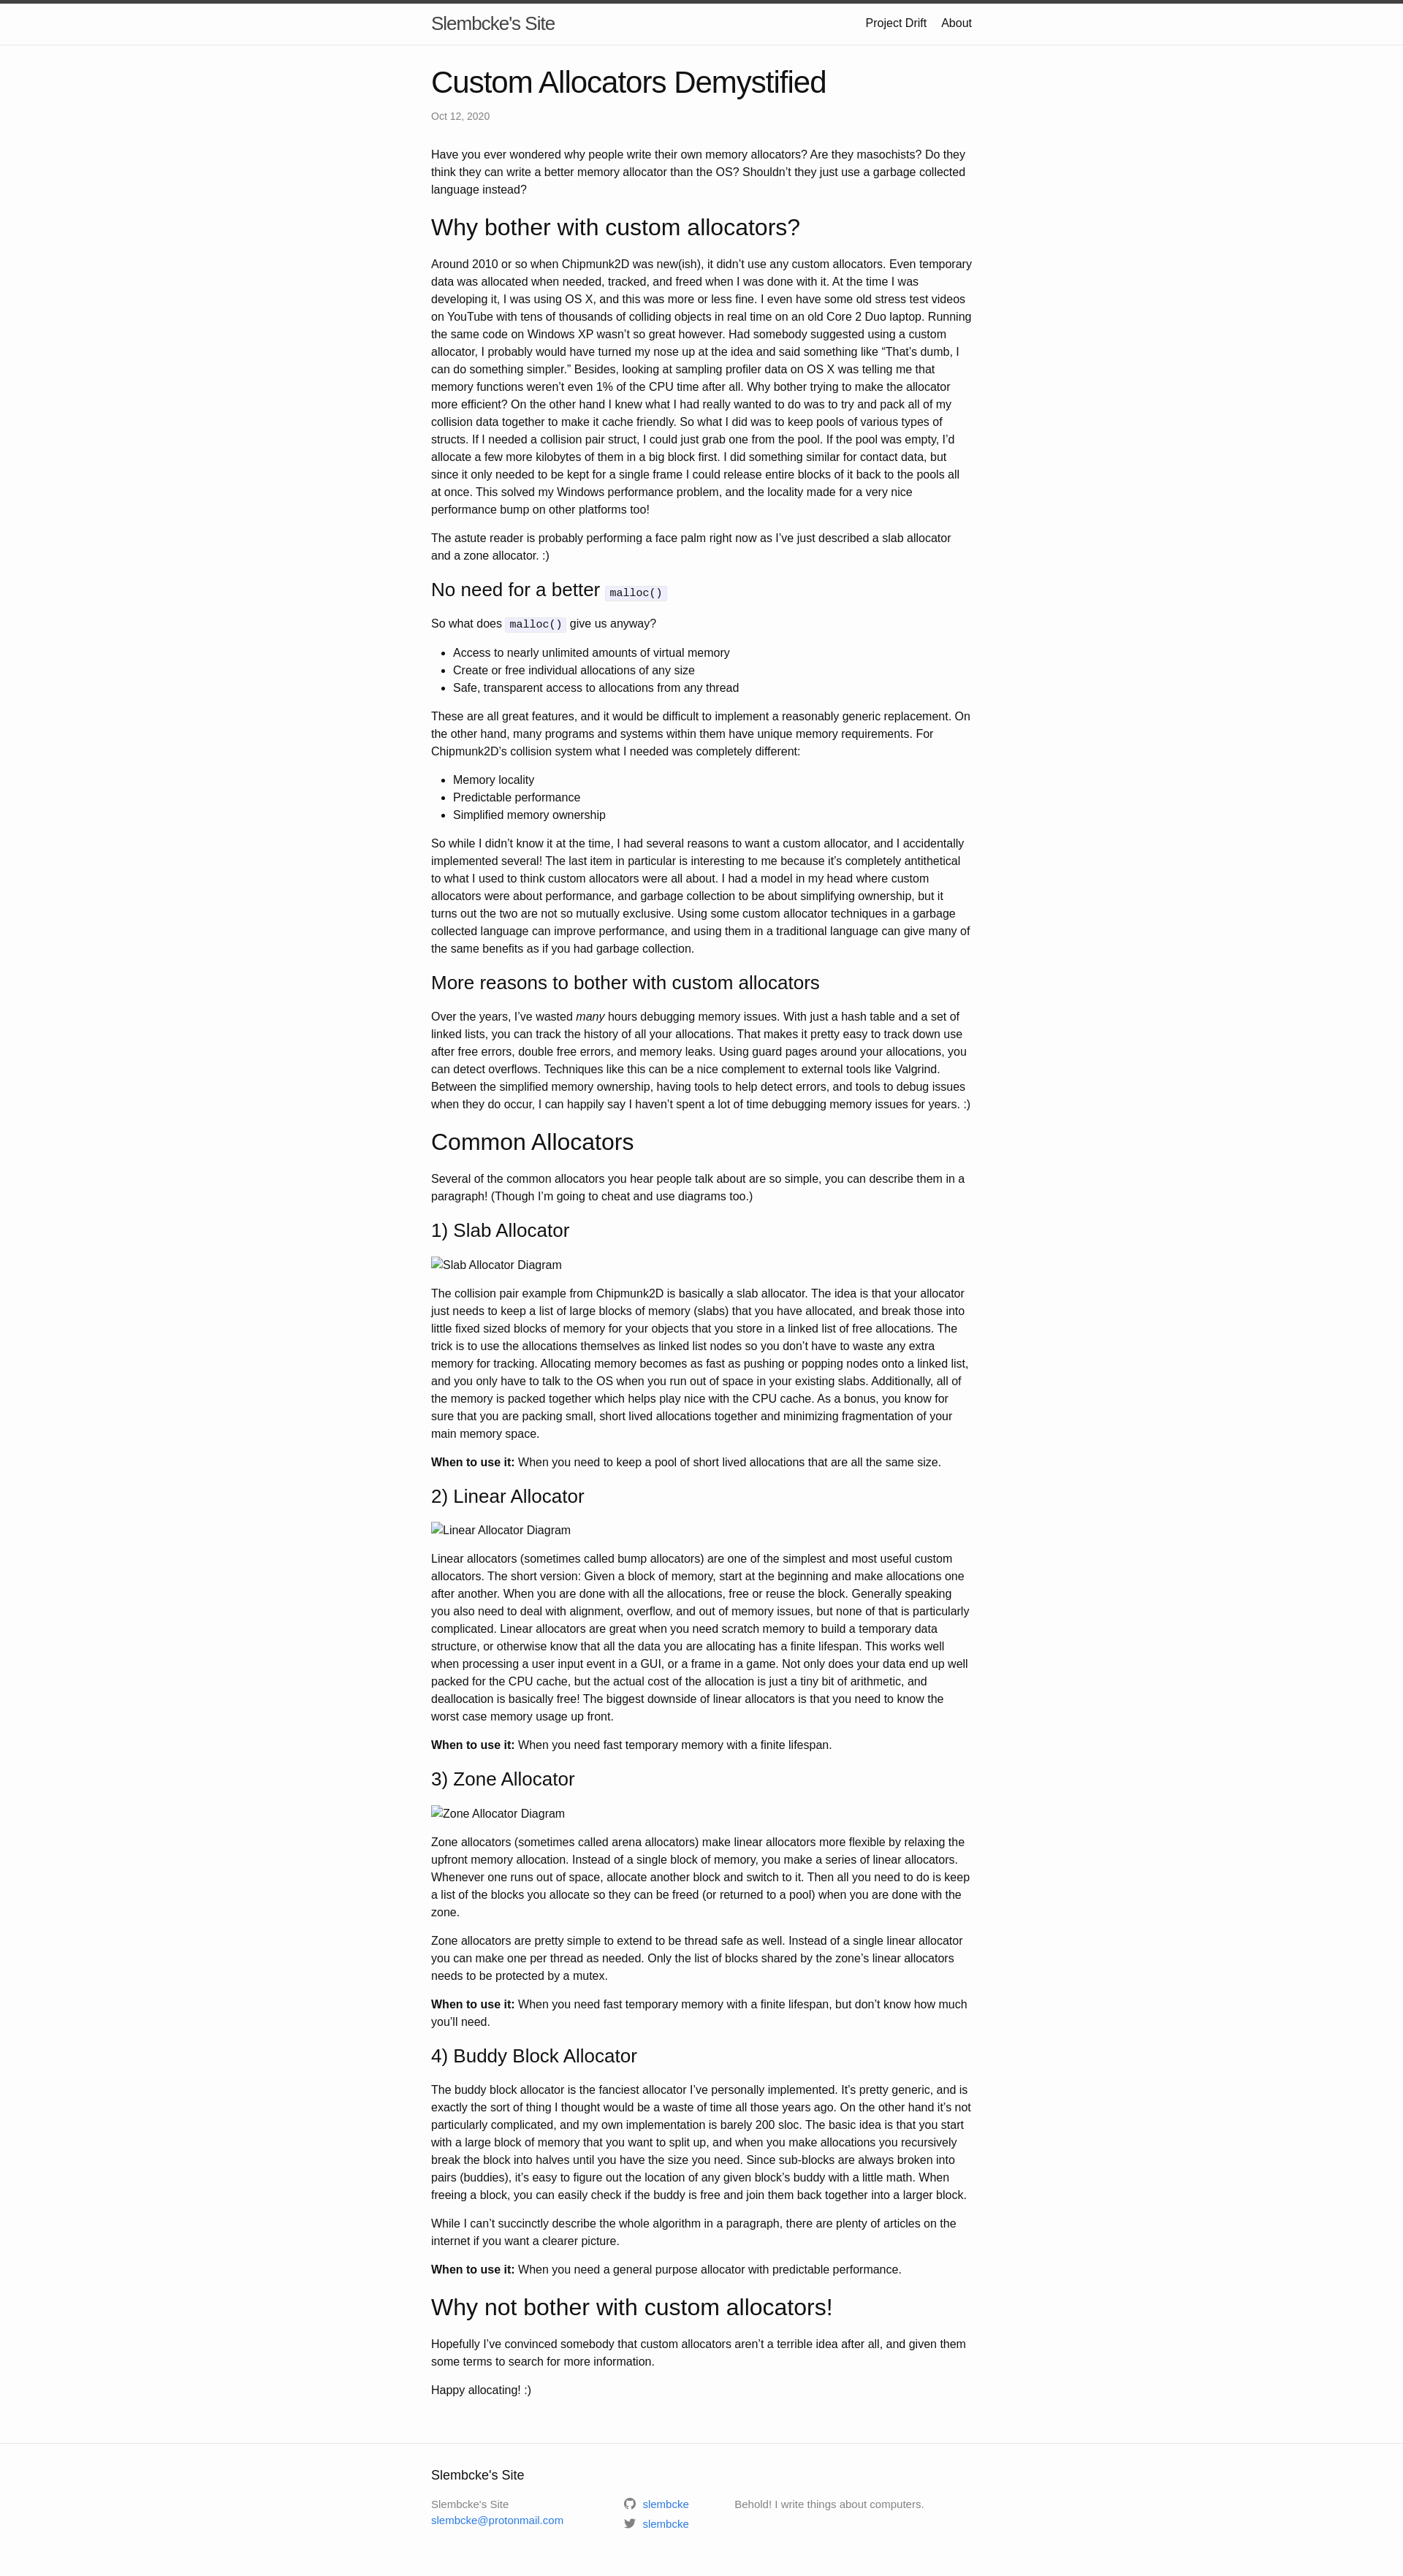 Slembcke's Site
Project Drift About
Custom Allocators Demystified
Oct 12, 2020
Have you ever wondered why people write their own memory allocators? Are they masochists? Do they
think they can write a better memory allocator than the OS? Shouldn’t they just use a garbage collected
language instead?
Why bother with custom allocators?
Around 2010 or so when Chipmunk2D was new(ish), it didn’t use any custom allocators. Even temporary
data was allocated when needed, tracked, and freed when I was done with it. At the time I was
developing it, I was using OS X, and this was more or less fine. I even have some old stress test videos
on YouTube with tens of thousands of colliding objects in real time on an old Core 2 Duo laptop. Running
the same code on Windows XP wasn’t so great however. Had somebody suggested using a custom
allocator, I probably would have turned my nose up at the idea and said something like “That’s dumb, I
can do something simpler.” Besides, looking at sampling profiler data on OS X was telling me that
memory functions weren’t even 1% of the CPU time after all. Why bother trying to make the allocator
more efficient? On the other hand I knew what I had really wanted to do was to try and pack all of my
collision data together to make it cache friendly. So what I did was to keep pools of various types of
structs. If I needed a collision pair struct, I could just grab one from the pool. If the pool was empty, I’d
allocate a few more kilobytes of them in a big block first. I did something similar for contact data, but
since it only needed to be kept for a single frame I could release entire blocks of it back to the pools all
at once. This solved my Windows performance problem, and the locality made for a very nice
performance bump on other platforms too!
The astute reader is probably performing a face palm right now as I’ve just described a slab allocator
and a zone allocator. :)
No need for a better malloc()
So what does malloc() give us anyway?
• Access to nearly unlimited amounts of virtual memory
• Create or free individual allocations of any size
• Safe, transparent access to allocations from any thread
These are all great features, and it would be difficult to implement a reasonably generic replacement. On
the other hand, many programs and systems within them have unique memory requirements. For
Chipmunk2D’s collision system what I needed was completely different:
• Memory locality
• Predictable performance
• Simplified memory ownership
So while I didn’t know it at the time, I had several reasons to want a custom allocator, and I accidentally
implemented several! The last item in particular is interesting to me because it’s completely antithetical
to what I used to think custom allocators were all about. I had a model in my head where custom
allocators were about performance, and garbage collection to be about simplifying ownership, but it
turns out the two are not so mutually exclusive. Using some custom allocator techniques in a garbage
collected language can improve performance, and using them in a traditional language can give many of
the same benefits as if you had garbage collection.
More reasons to bother with custom allocators
Over the years, I’ve wasted many hours debugging memory issues. With just a hash table and a set of
linked lists, you can track the history of all your allocations. That makes it pretty easy to track down use
after free errors, double free errors, and memory leaks. Using guard pages around your allocations, you
can detect overflows. Techniques like this can be a nice complement to external tools like Valgrind.
Between the simplified memory ownership, having tools to help detect errors, and tools to debug issues
when they do occur, I can happily say I haven’t spent a lot of time debugging memory issues for years. :)
Common Allocators
Several of the common allocators you hear people talk about are so simple, you can describe them in a
paragraph! (Though I’m going to cheat and use diagrams too.)
1) Slab Allocator
Slab Allocator Diagram
The collision pair example from Chipmunk2D is basically a slab allocator. The idea is that your allocator
just needs to keep a list of large blocks of memory (slabs) that you have allocated, and break those into
little fixed sized blocks of memory for your objects that you store in a linked list of free allocations. The
trick is to use the allocations themselves as linked list nodes so you don’t have to waste any extra
memory for tracking. Allocating memory becomes as fast as pushing or popping nodes onto a linked list,
and you only have to talk to the OS when you run out of space in your existing slabs. Additionally, all of
the memory is packed together which helps play nice with the CPU cache. As a bonus, you know for
sure that you are packing small, short lived allocations together and minimizing fragmentation of your
main memory space.
When to use it: When you need to keep a pool of short lived allocations that are all the same size.
2) Linear Allocator
Linear Allocator Diagram
Linear allocators (sometimes called bump allocators) are one of the simplest and most useful custom
allocators. The short version: Given a block of memory, start at the beginning and make allocations one
after another. When you are done with all the allocations, free or reuse the block. Generally speaking
you also need to deal with alignment, overflow, and out of memory issues, but none of that is particularly
complicated. Linear allocators are great when you need scratch memory to build a temporary data
structure, or otherwise know that all the data you are allocating has a finite lifespan. This works well
when processing a user input event in a GUI, or a frame in a game. Not only does your data end up well
packed for the CPU cache, but the actual cost of the allocation is just a tiny bit of arithmetic, and
deallocation is basically free! The biggest downside of linear allocators is that you need to know the
worst case memory usage up front.
When to use it: When you need fast temporary memory with a finite lifespan.
3) Zone Allocator
Zone Allocator Diagram
Zone allocators (sometimes called arena allocators) make linear allocators more flexible by relaxing the
upfront memory allocation. Instead of a single block of memory, you make a series of linear allocators.
Whenever one runs out of space, allocate another block and switch to it. Then all you need to do is keep
a list of the blocks you allocate so they can be freed (or returned to a pool) when you are done with the
zone.
Zone allocators are pretty simple to extend to be thread safe as well. Instead of a single linear allocator
you can make one per thread as needed. Only the list of blocks shared by the zone’s linear allocators
needs to be protected by a mutex.
When to use it: When you need fast temporary memory with a finite lifespan, but don’t know how much
you’ll need.
4) Buddy Block Allocator
The buddy block allocator is the fanciest allocator I’ve personally implemented. It’s pretty generic, and is
exactly the sort of thing I thought would be a waste of time all those years ago. On the other hand it’s not
particularly complicated, and my own implementation is barely 200 sloc. The basic idea is that you start
with a large block of memory that you want to split up, and when you make allocations you recursively
break the block into halves until you have the size you need. Since sub-blocks are always broken into
pairs (buddies), it’s easy to figure out the location of any given block’s buddy with a little math. When
freeing a block, you can easily check if the buddy is free and join them back together into a larger block.
While I can’t succinctly describe the whole algorithm in a paragraph, there are plenty of articles on the
internet if you want a clearer picture.
When to use it: When you need a general purpose allocator with predictable performance.
Why not bother with custom allocators!
Hopefully I’ve convinced somebody that custom allocators aren’t a terrible idea after all, and given them
some terms to search for more information.
Happy allocating! :)
Slembcke's Site
Slembcke's Site
slembcke@protonmail.com
slembcke
slembcke
Behold! I write things about computers.